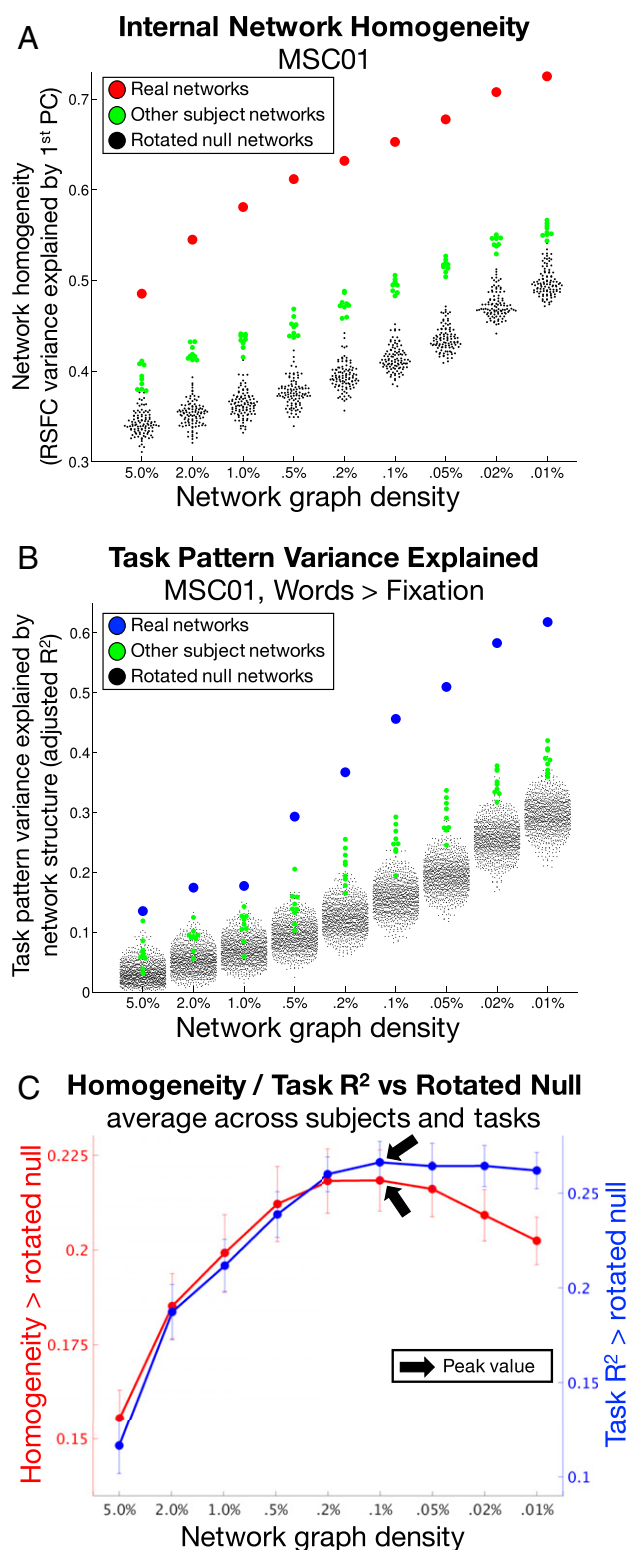 A
Internal Network Homogeneity
MSC01
Real networks
Other subject networks
Rotated null networks
Network homogeneity
(RSFC variance explained by 1st PC)
0.7
0.6
0.5
0.4
0.3
5.0% 2.0% 1.0% .5% .2% .1% .05% .02% .01%
Network graph density
B
Task Pattern Variance Explained
MSC01, Words > Fixation
Real networks
Other subject networks
Rotated null networks
Task pattern variance explained by
network structure (adjusted R²)
0.6
0.5
0.4
0.3
0.2
0.1
0
5.0% 2.0% 1.0% .5% .2% .1% .05% .02% .01%
Network graph density
C
Homogeneity / Task R² vs Rotated Null
average across subjects and tasks
Homogeneity > rotated null
0.225
0.2
0.175
0.15
Peak value
0.25
0.2
0.15
0.1
Task R² > rotated null
5.0% 2.0% 1.0% .5% .2% .1% .05% .02% .01%
Network graph density